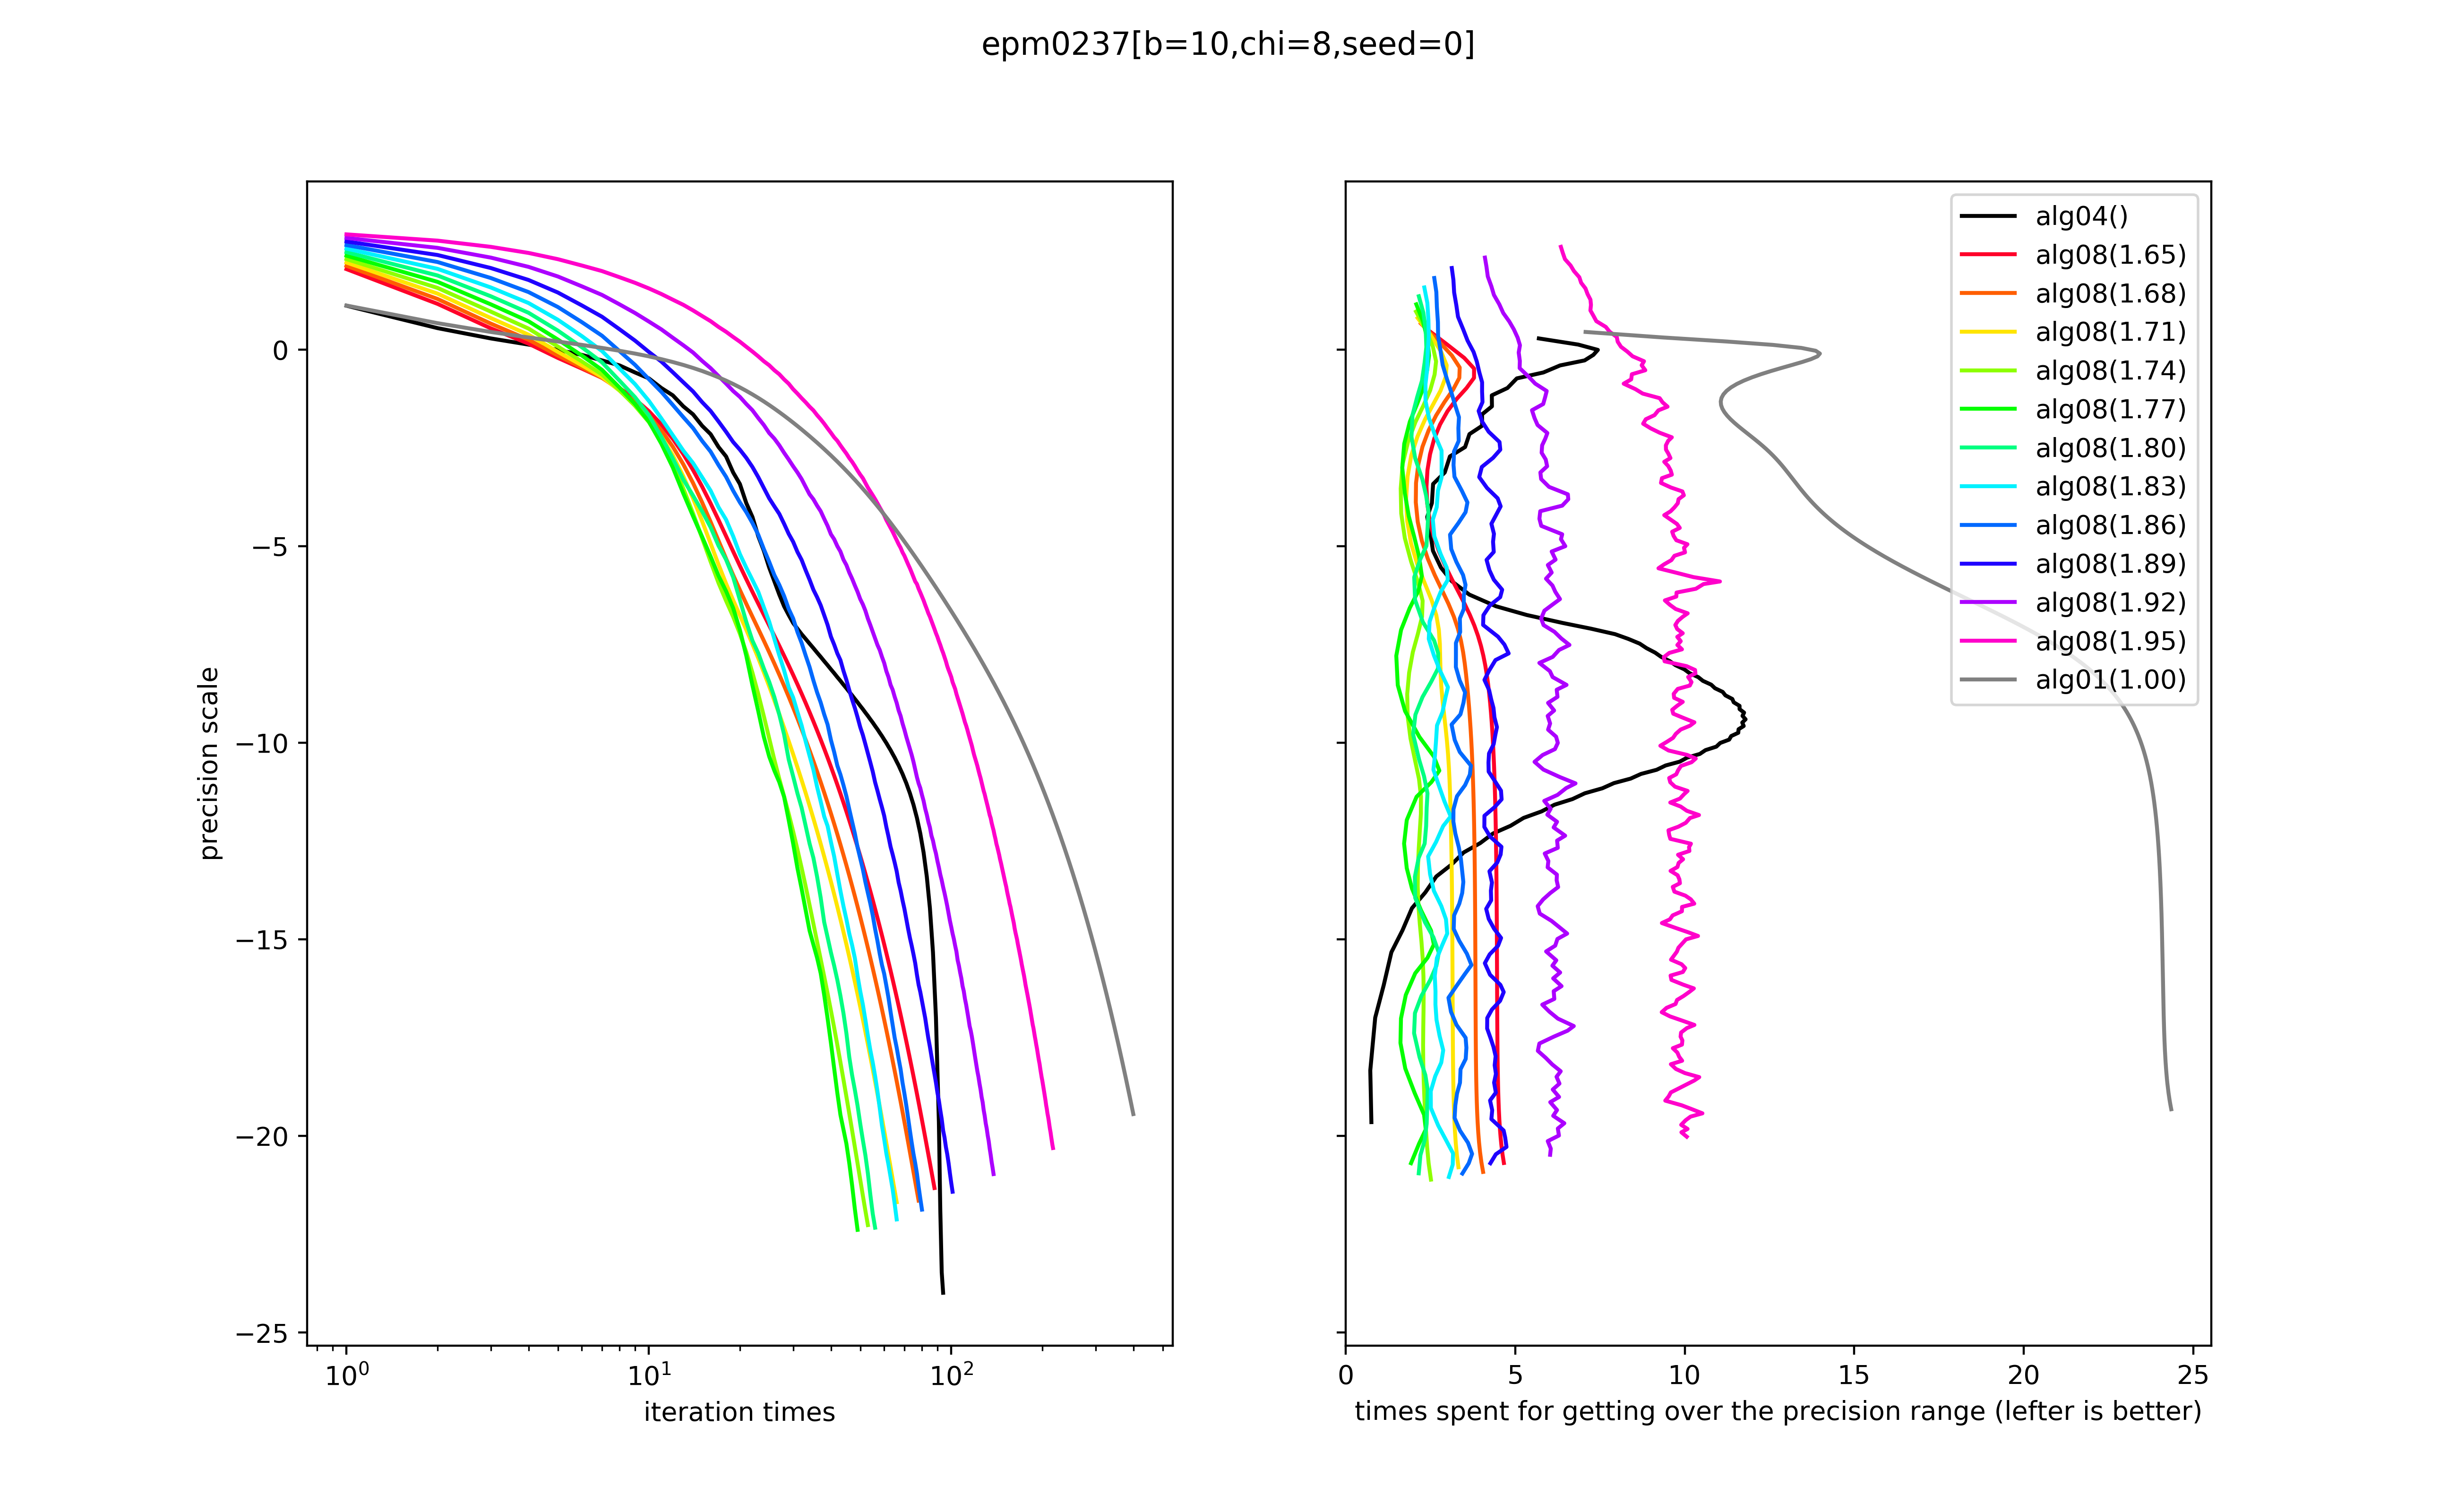 epm0237[b=10,chi=8,seed=0]
precision scale
0
−5
−10
−15
−20
−25
10⁰
10¹
10²
iteration times
alg04()
alg08(1.65)
alg08(1.68)
alg08(1.71)
alg08(1.74)
alg08(1.77)
alg08(1.80)
alg08(1.83)
alg08(1.86)
alg08(1.89)
alg08(1.92)
alg08(1.95)
alg01(1.00)
0
5
10
15
20
25
times spent for getting over the precision range (lefter is better)